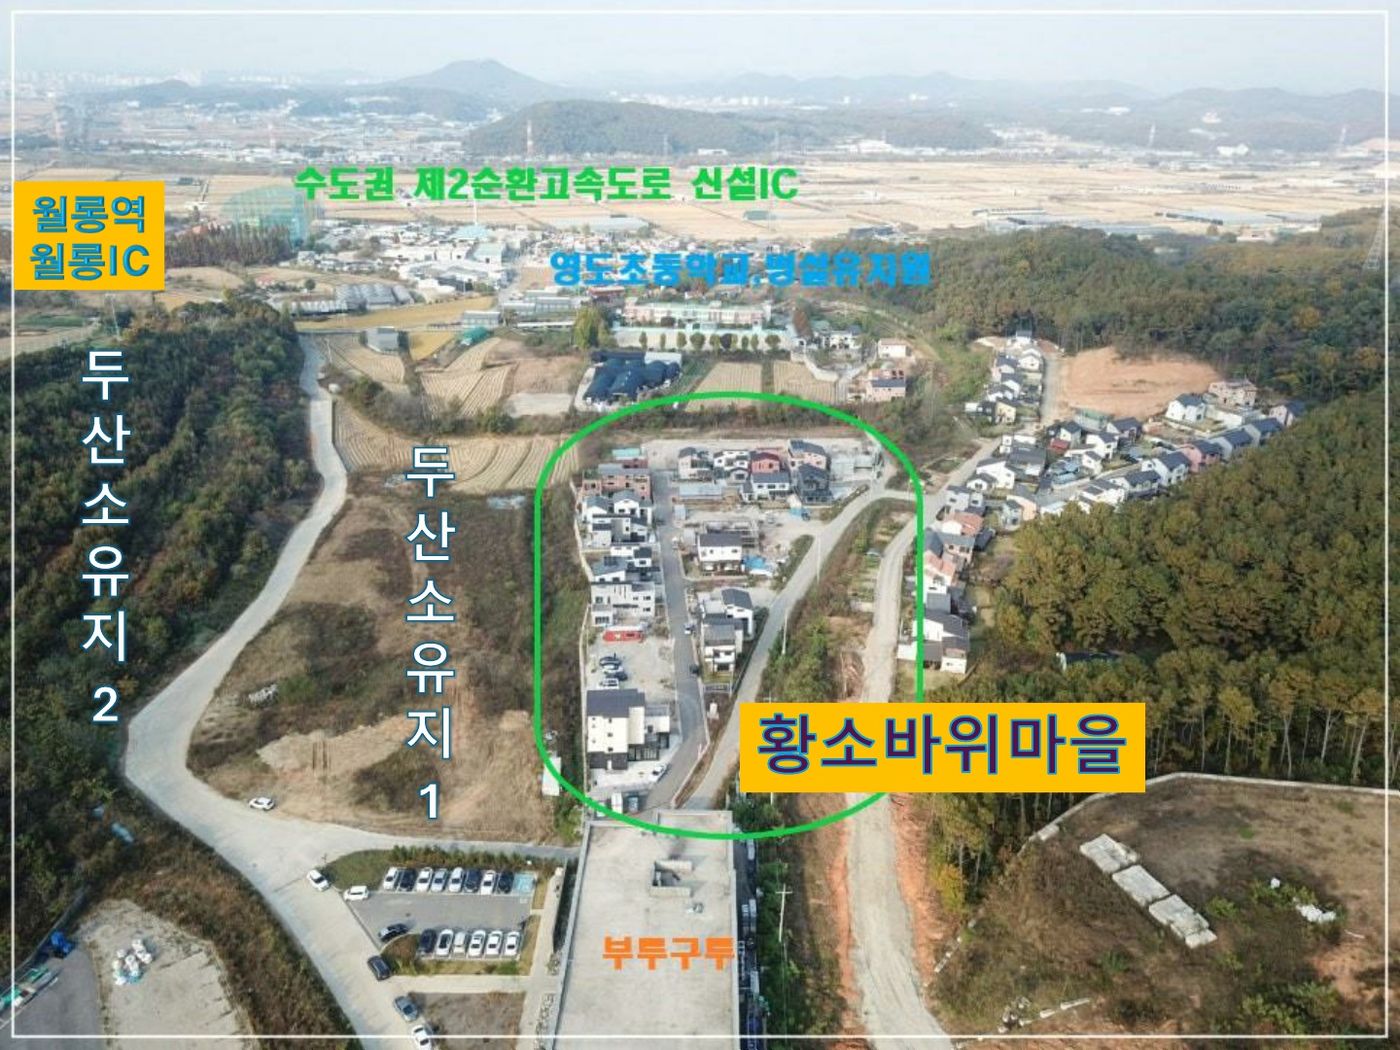 수도권 제2순환고속도로 신설IC
월롱역
월롱IC
영도초등학교,병설유치원
두산소유지 2
두산소유지 1
황소바위마을
부투구투